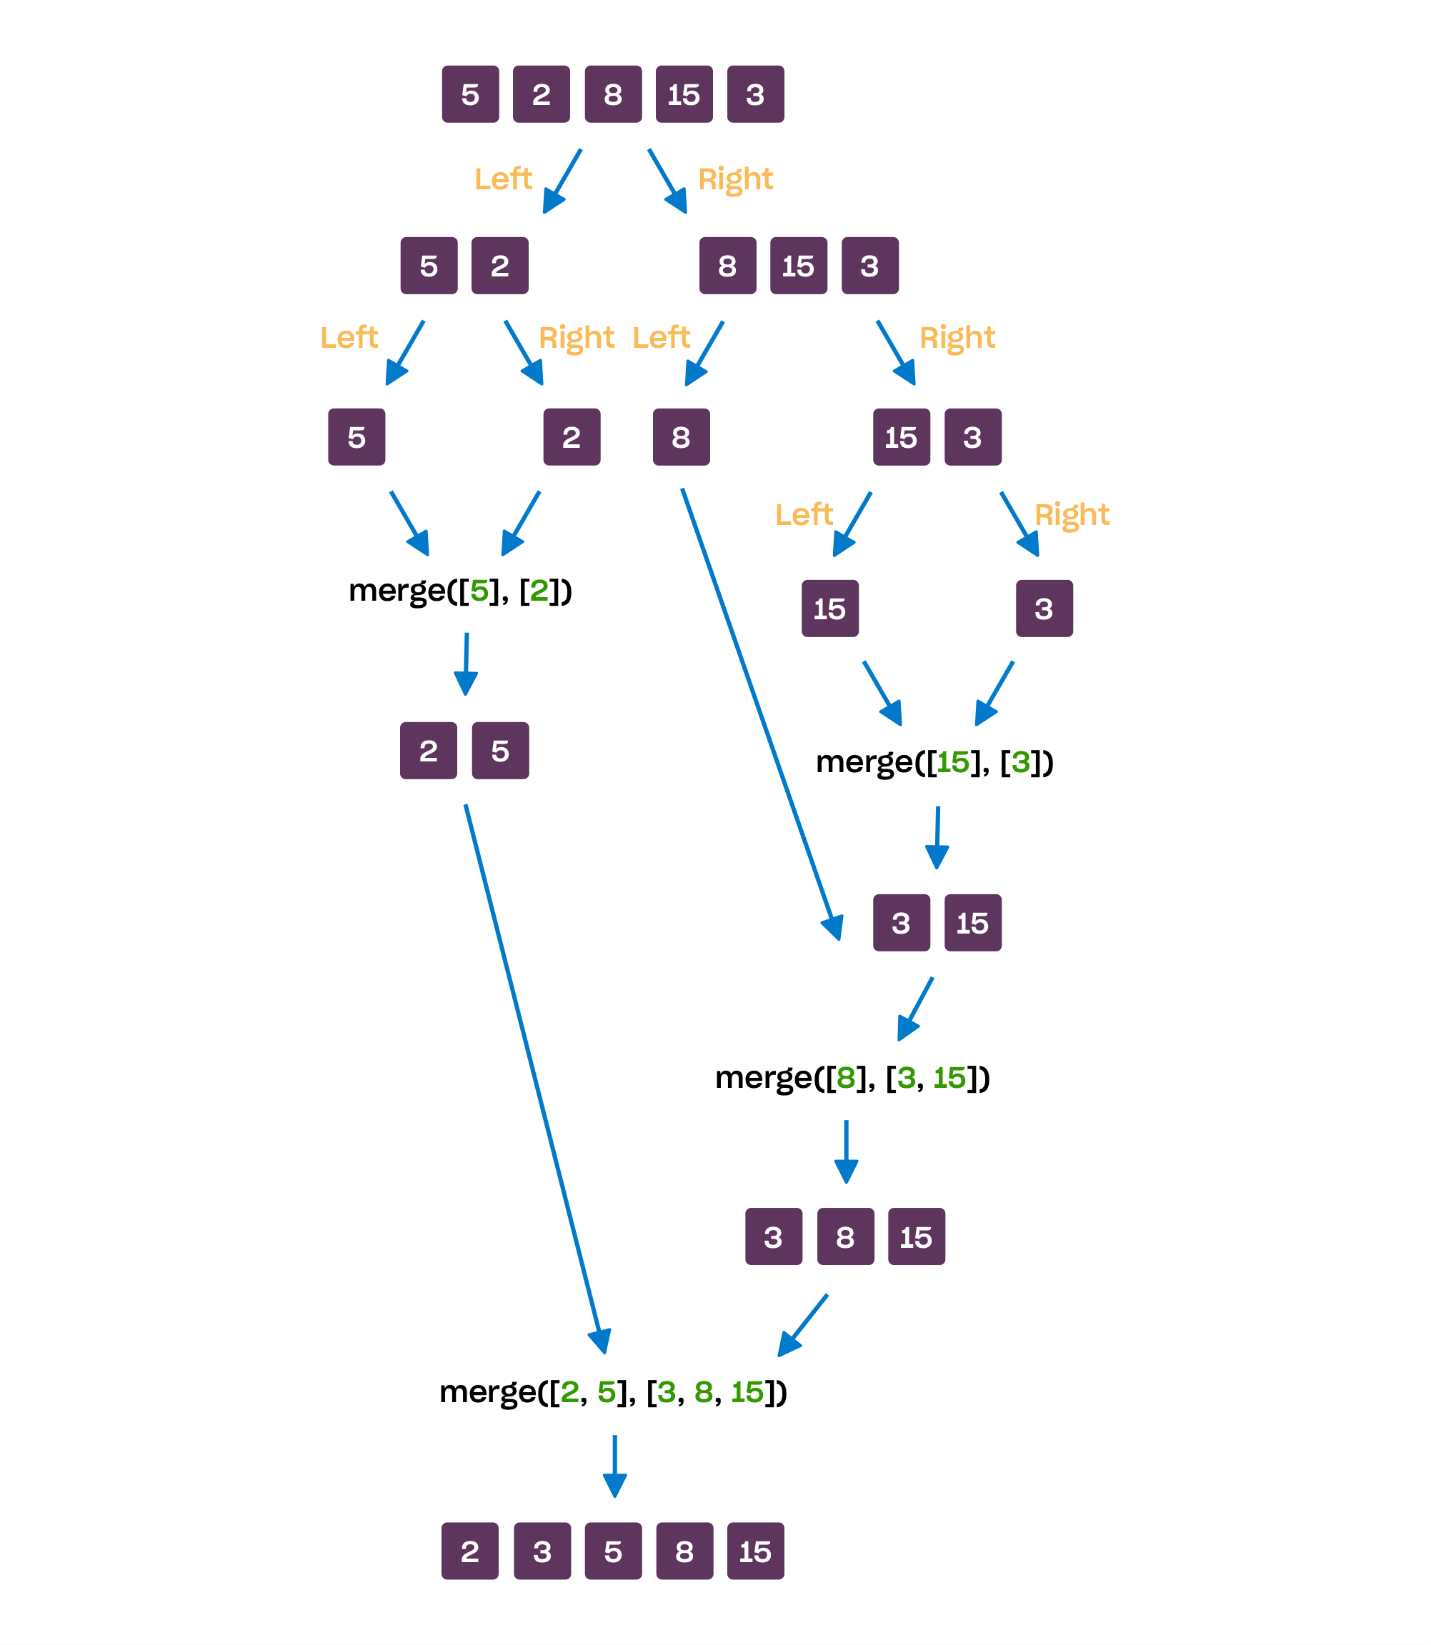 5 2 8 15 3
Left Right
5 2 8 15 3
Left Right Left Right
5 2 8 15 3
Left Right
merge([5], [2])
15 3
2 5
merge([15], [3])
3 15
merge([8], [3, 15])
3 8 15
merge([2, 5], [3, 8, 15])
2 3 5 8 15